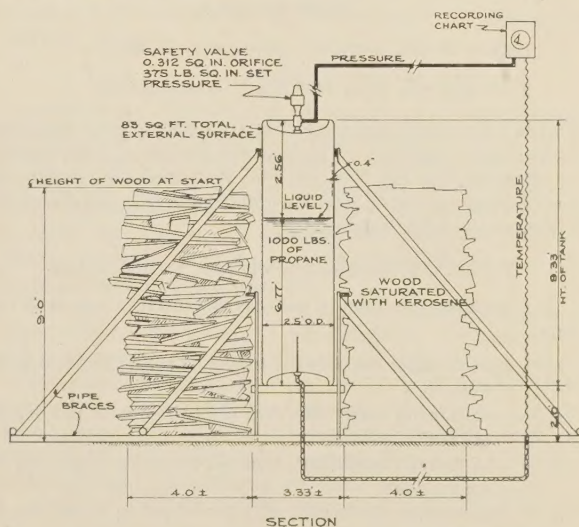 RECORDING
CHART
SAFETY VALVE
0.312 SQ. IN. ORIFICE
375 LB. SQ. IN. SET
PRESSURE
PRESSURE
85 SQ. FT. TOTAL
EXTERNAL SURFACE
HEIGHT OF WOOD AT START
2.56'
0.4"
LIQUID
LEVEL
1000 LBS.
OF
PROPANE
6.77'
WOOD
SATURATED
WITH KEROSENE
2.5' O.D.
TEMPERATURE
9.33'
HT. OF TANK
9.0'
PIPE
BRACES
2.0'
4.0' ±
3.33' ±
4.0' ±
SECTION